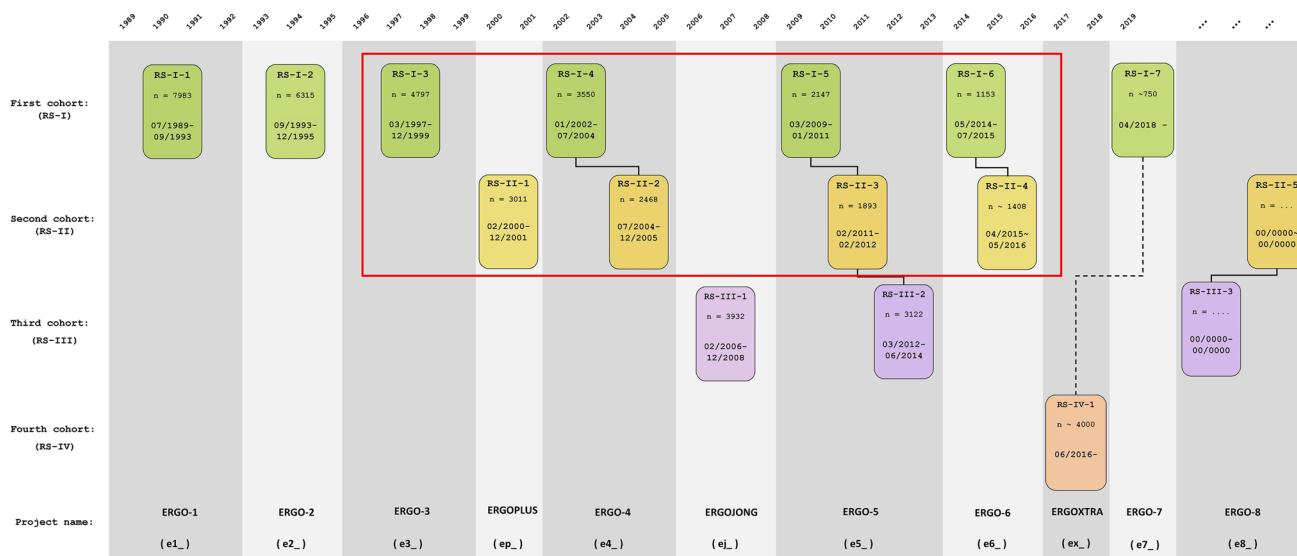 1989 1990 1991 1992 1993 1994 1995 1996 1997 1998 1999 2000 2001 2002 2003 2004 2005 2006 2007 2008 2009 2010 2011 2012 2013 2014 2015 2016 2017 2018 2019 ... ... ...
First cohort:
(RS-I)
RS-I-1
n = 7983
07/1989-
09/1993
RS-I-2
n = 6315
09/1993-
12/1995
RS-I-3
n = 4797
03/1997-
12/1999
RS-I-4
n = 3550
01/2002-
07/2004
RS-I-5
n = 2147
03/2009-
01/2011
RS-I-6
n = 1153
05/2014-
07/2015
RS-I-7
n ~750
04/2018 -
Second cohort:
(RS-II)
RS-II-1
n = 3011
02/2000-
12/2001
RS-II-2
n = 2468
07/2004-
12/2005
RS-II-3
n = 1893
02/2011-
02/2012
RS-II-4
n ~ 1408
04/2015~
05/2016
RS-II-5
n = ...
00/0000~
00/0000
Third cohort:
(RS-III)
RS-III-1
n = 3932
02/2006-
12/2008
RS-III-2
n = 3122
03/2012-
06/2014
RS-III-3
n = ....
00/0000-
00/0000
Fourth cohort:
(RS-IV)
RS-IV-1
n ~ 4000
06/2016-
Project name:
ERGO-1 ERGO-2 ERGO-3 ERGOPLUS ERGO-4 ERGOJONG ERGO-5 ERGO-6 ERGOXTRA ERGO-7 ERGO-8
( e1_ ) ( e2_ ) ( e3_ ) ( ep_ ) ( e4_ ) ( ej_ ) ( e5_ ) ( e6_ ) ( ex_ ) ( e7_ ) ( e8_ )